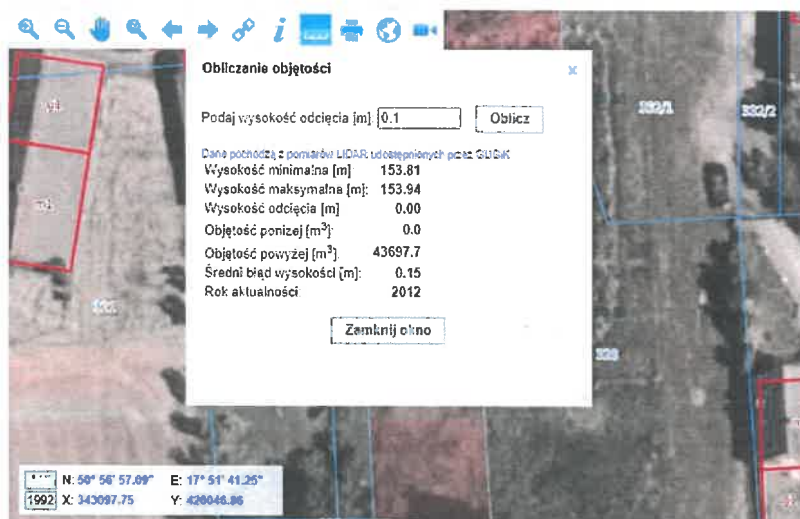 Obliczanie objętości
x
Podaj wysokość odcięcia [m]: 0.1 Oblicz
Dane pochodzą z pomiarów LIDAR udostępnionych przez GUGiK
Wysokość minimalna [m]: 153.81
Wysokość maksymalna [m]: 153.94
Wysokość odcięcia [m] 0.00
Objętość poniżej [m³]: 0.0
Objętość powyżej [m³]: 43697.7
Średni błąd wysokości [m]: 0.15
Rok aktualności: 2012
Zamknij okno
332/1
332/2
m1
N: 50° 56' 57.09" E: 17° 51' 41.25"
1992 X: 343097.75 Y: 420046.86